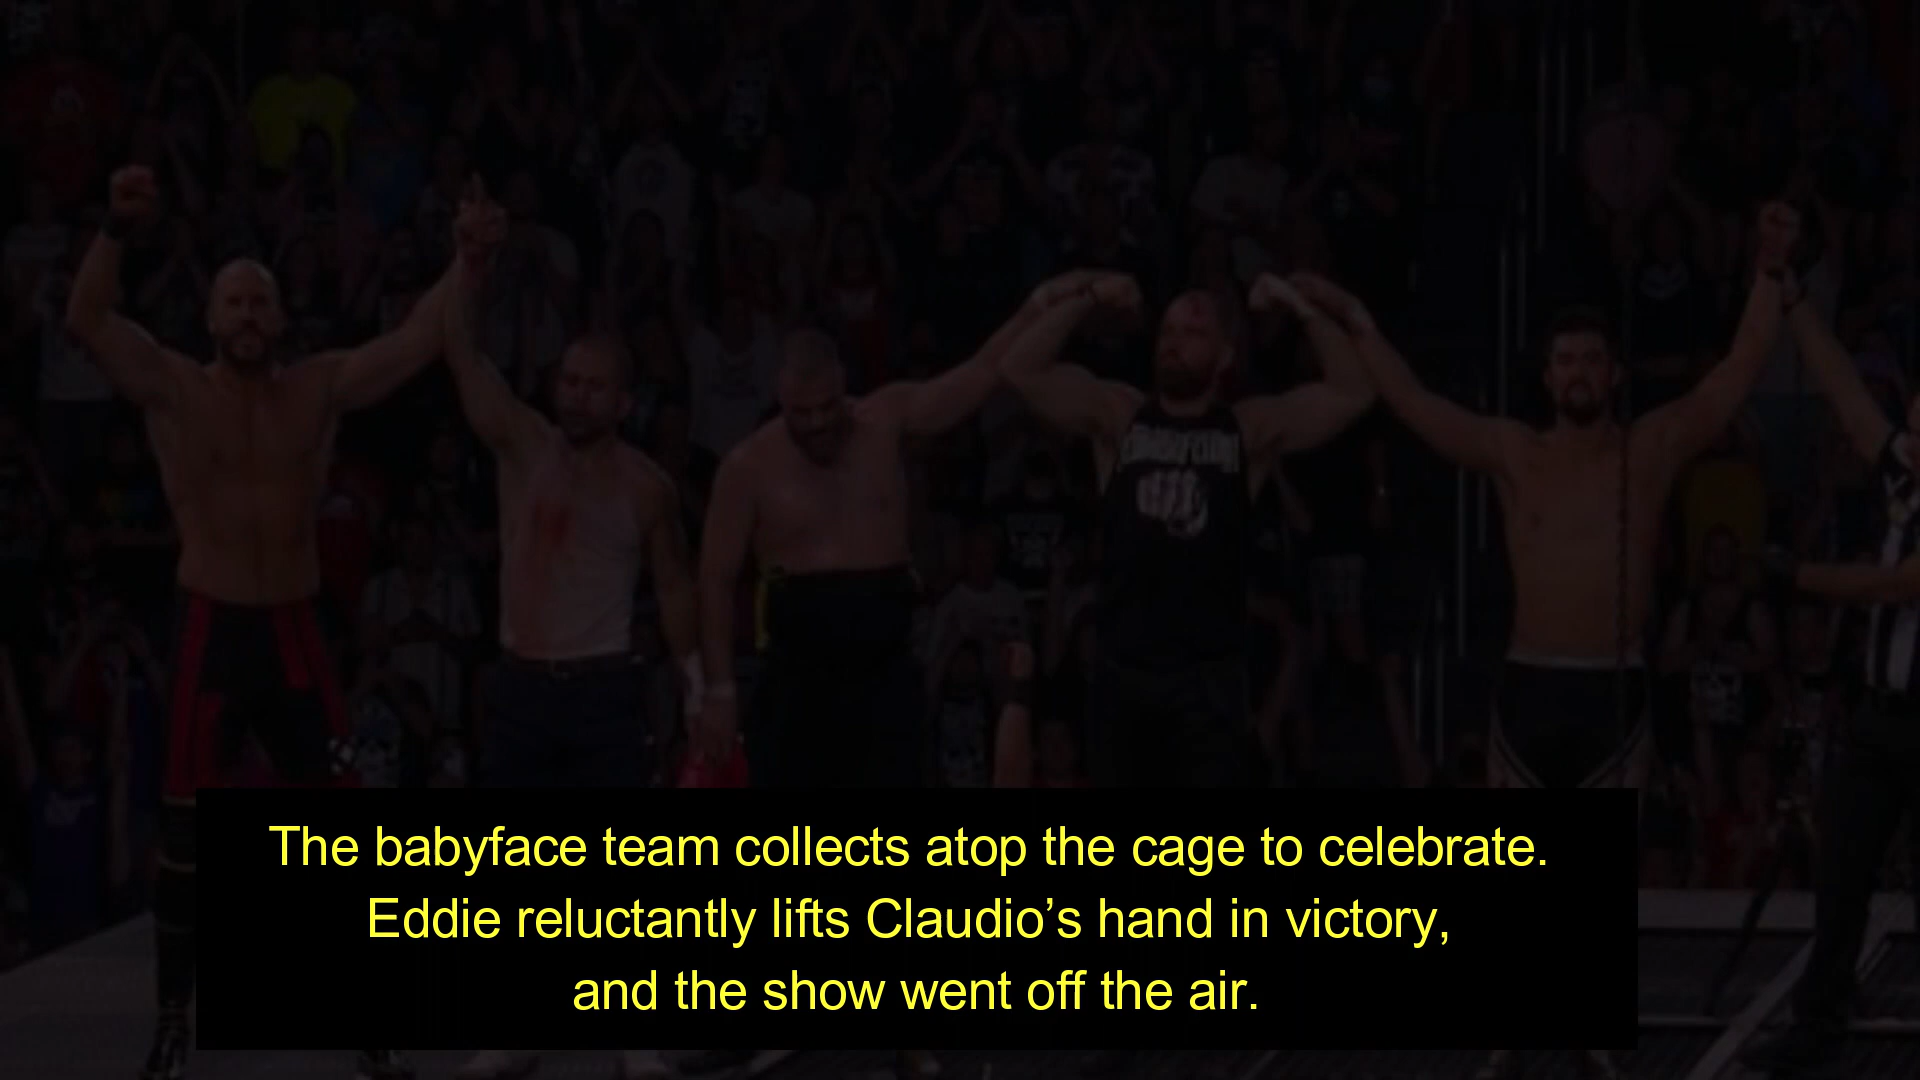 The babyface team collects atop the cage to celebrate.
Eddie reluctantly lifts Claudio’s hand in victory,
and the show went off the air.